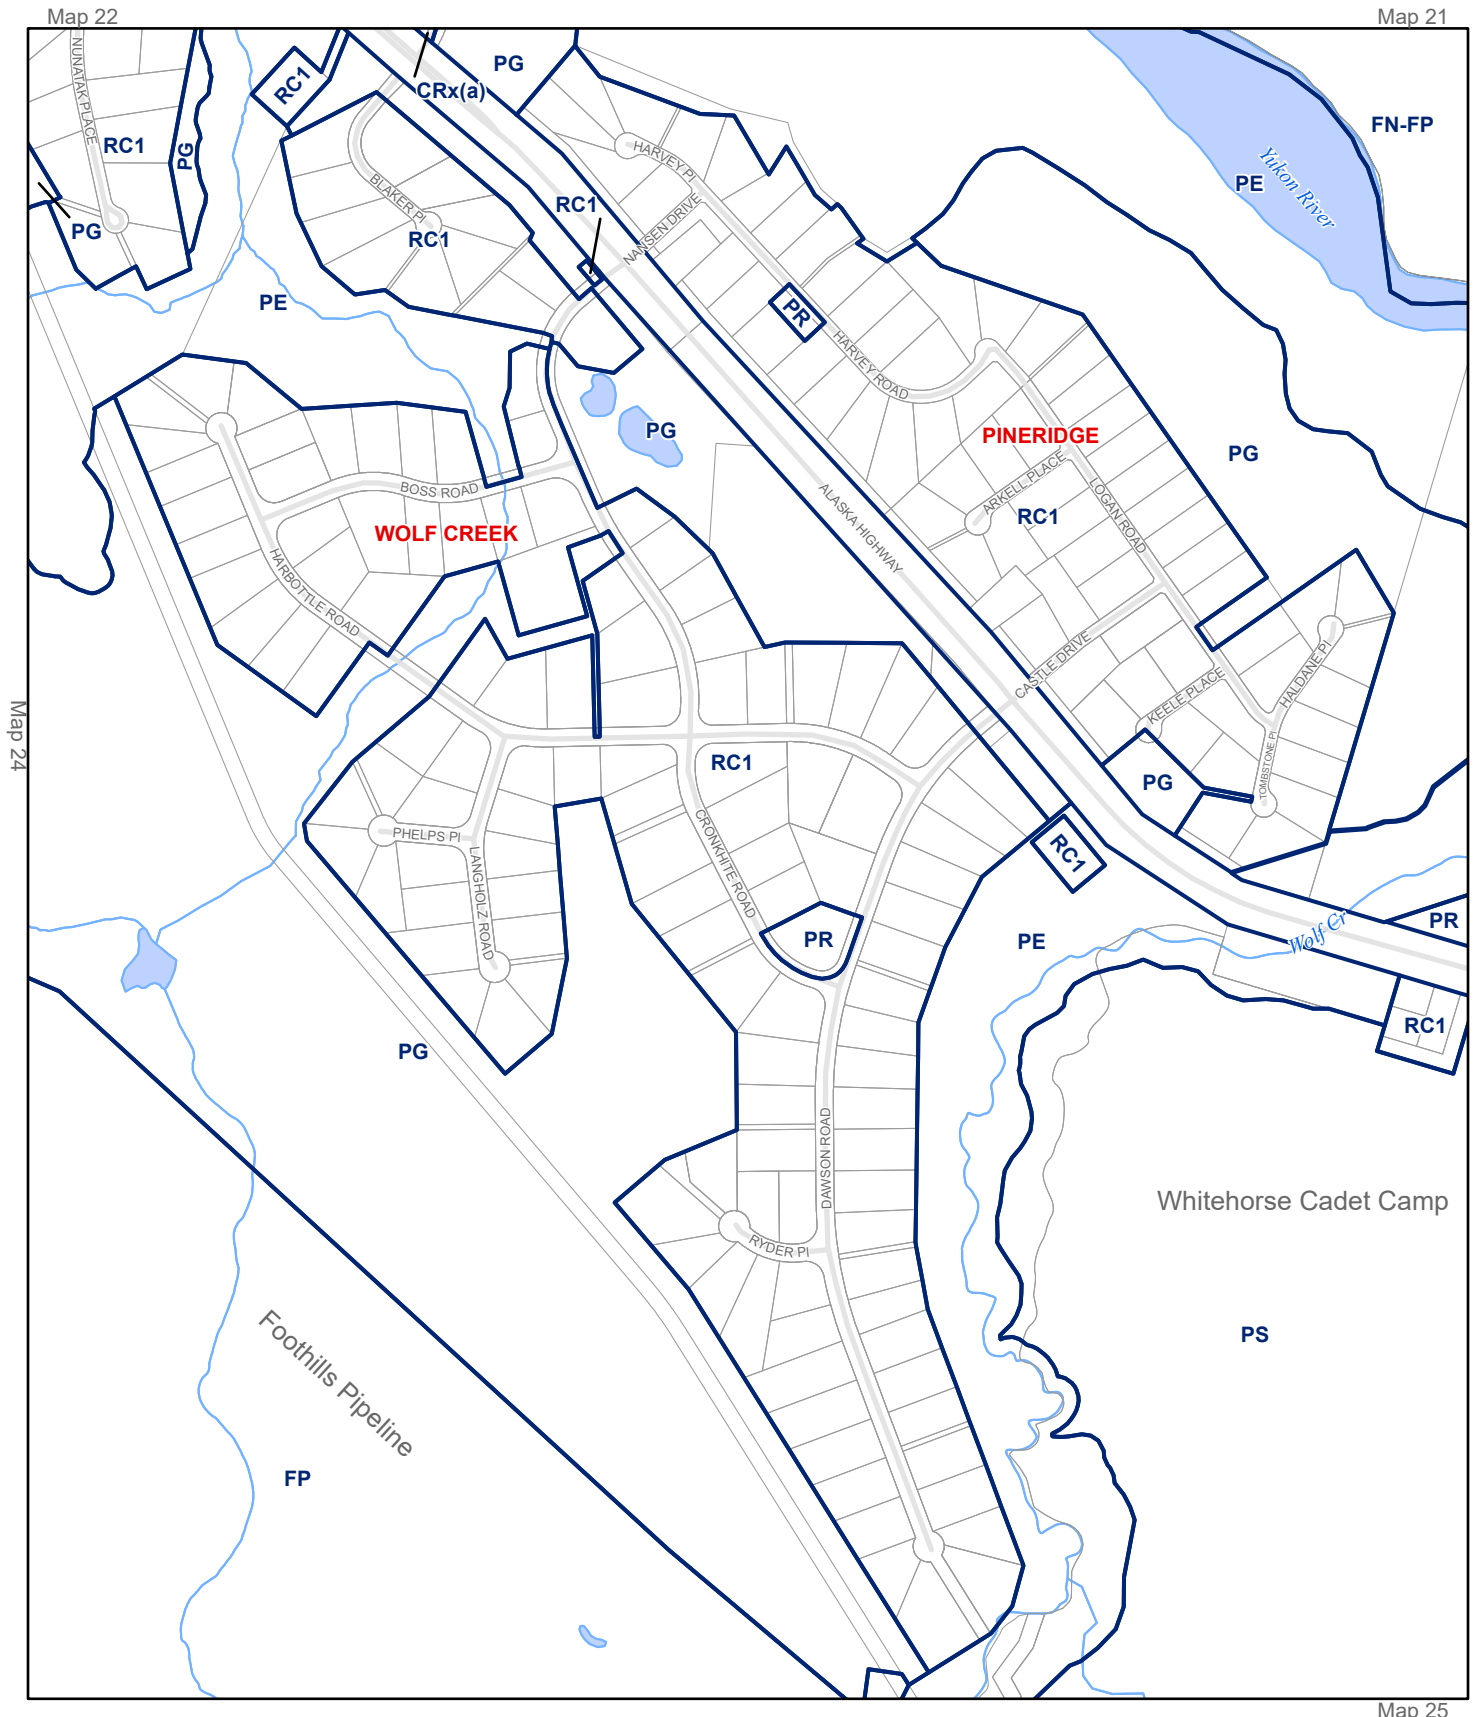 Map 22
Map 21
NUNATAK PLACE
RC1
PG
PG
RC1
CRx(a)
PG
FN-FP
PE
Yukon River
HARVEY Pl
BLAKER Pl
RC1
RC1
NANSEN DRIVE
PE
PR
HARVEY ROAD
PINERIDGE
PG
PG
ARKELL PLACE
LOGAN ROAD
RC1
BOSS ROAD
WOLF CREEK
ALASKA HIGHWAY
HARBOTTLE ROAD
CASTLE DRIVE
HALDANE Pl
KEELE PLACE
Map 24
RC1
PG
TOMBSTONE Pl
PHELPS Pl
LANGHOLZ ROAD
CRONKHITE ROAD
RC1
PR
PE
Wolf Cr
PR
RC1
PG
DAWSON ROAD
Whitehorse Cadet Camp
RYDER Pl
PS
Foothills Pipeline
FP
Map 25